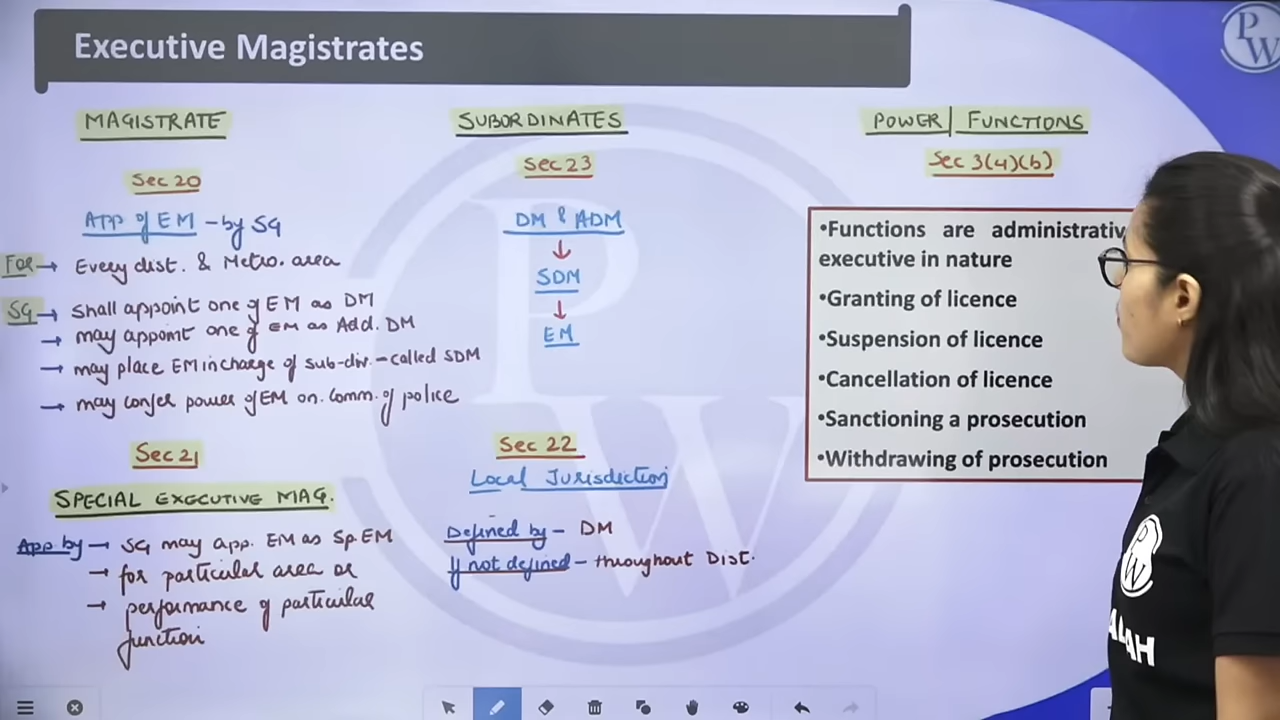 Executive Magistrates
PW
MAGISTRATE
Sec 20
APP of EM - by SG
For → Every dist. & Metro. area
SG → shall appoint one of EM as DM
→ may appoint one of EM as Add. DM
→ may place EM incharge of sub-div. - called SDM
→ may confer power of EM on. Comm. of police
Sec 21
SPECIAL EXECUTIVE MAG.
App by → SG may app. EM as Sp. EM
→ for particular area or
→ performance of particular
function
SUBORDINATES
Sec 23
DM & ADM
↓
SDM
↓
EM
Sec 22
Local Jurisdiction
Defined by - DM
If not defined - throughout Dist.
POWER | FUNCTIONS
Sec 3(4)(b)
•Functions are administrativ
executive in nature
•Granting of licence
•Suspension of licence
•Cancellation of licence
•Sanctioning a prosecution
•Withdrawing of prosecution
PW
ALAH